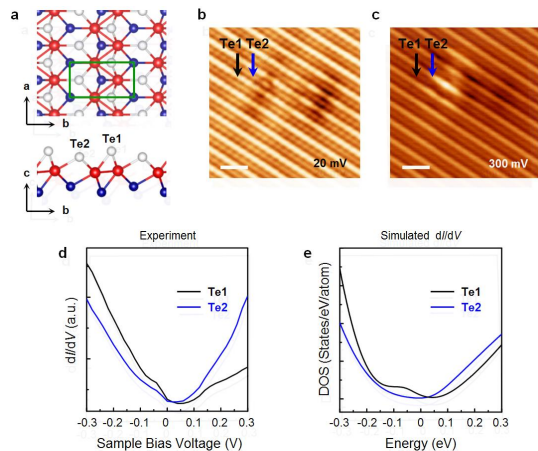 a
a
b
Te2
Te1
c
b
b
Te1 Te2
20 mV
c
Te1 Te2
300 mV
d
Experiment
Te1
Te2
dI/dV (a.u.)
-0.3 -0.2 -0.1 0.0 0.1 0.2 0.3
Sample Bias Voltage (V)
e
Simulated dI/dV
Te1
Te2
DOS (States/eV/atom)
-0.3 -0.2 -0.1 0 0.1 0.2 0.3
Energy (eV)